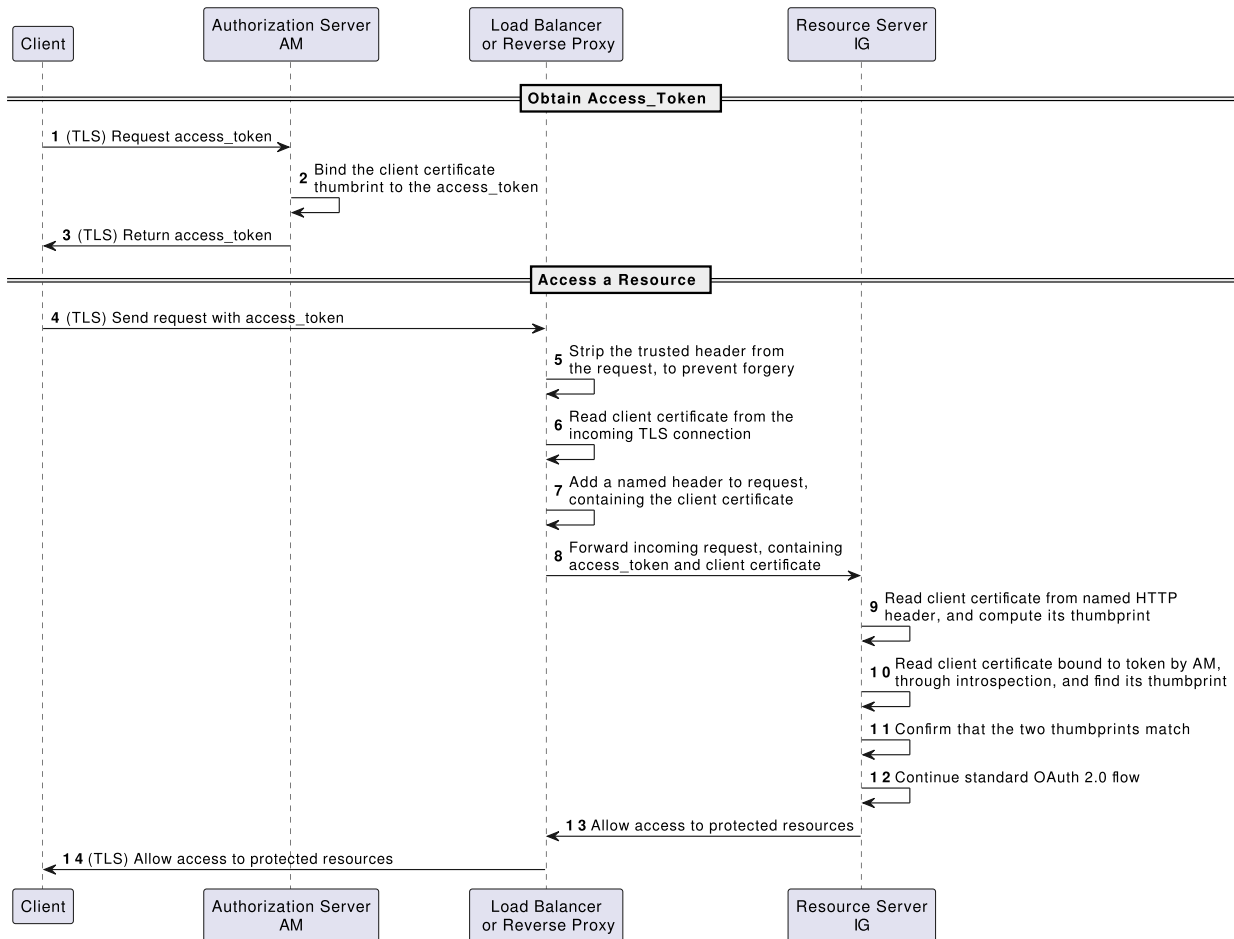 Client
Authorization Server
AM
Load Balancer
or Reverse Proxy
Resource Server
IG
Obtain Access_Token
1 (TLS) Request access_token
2 Bind the client certificate
thumbrint to the access_token
3 (TLS) Return access_token
Access a Resource
4 (TLS) Send request with access_token
5 Strip the trusted header from
the request, to prevent forgery
6 Read client certificate from the
incoming TLS connection
7 Add a named header to request,
containing the client certificate
8 Forward incoming request, containing
access_token and client certificate
9 Read client certificate from named HTTP
header, and compute its thumbprint
10 Read client certificate bound to token by AM,
through introspection, and find its thumbprint
11 Confirm that the two thumbprints match
12 Continue standard OAuth 2.0 flow
13 Allow access to protected resources
14 (TLS) Allow access to protected resources
Client
Authorization Server
AM
Load Balancer
or Reverse Proxy
Resource Server
IG